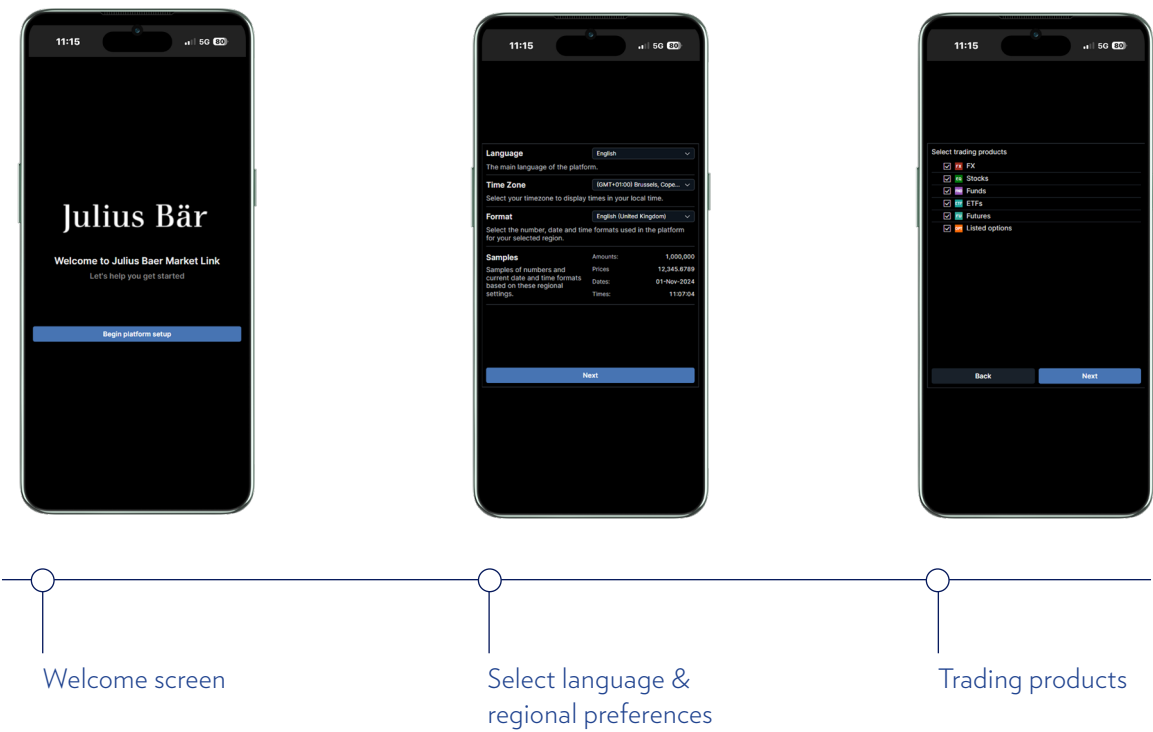 11:15
5G 80
Julius Bär
Welcome to Julius Baer Market Link
Let's help you get started
Begin platform setup
11:15
5G 80
Language
English
The main language of the platform.
Time Zone
(GMT+01:00) Brussels, Cope...
Select your timezone to display times in your local time.
Format
English (United Kingdom)
Select the number, date and time formats used in the platform
for your selected region.
Samples
Samples of numbers and
current date and time formats
based on these regional
settings.
Amounts: 1,000,000
Prices 12,345.6789
Dates: 01-Nov-2024
Times: 11:07:04
Next
11:15
5G 80
Select trading products
FX FX
Stocks
Funds
ETF ETFs
Futures
Listed options
Back
Next
Welcome screen
Select language &
regional preferences
Trading products